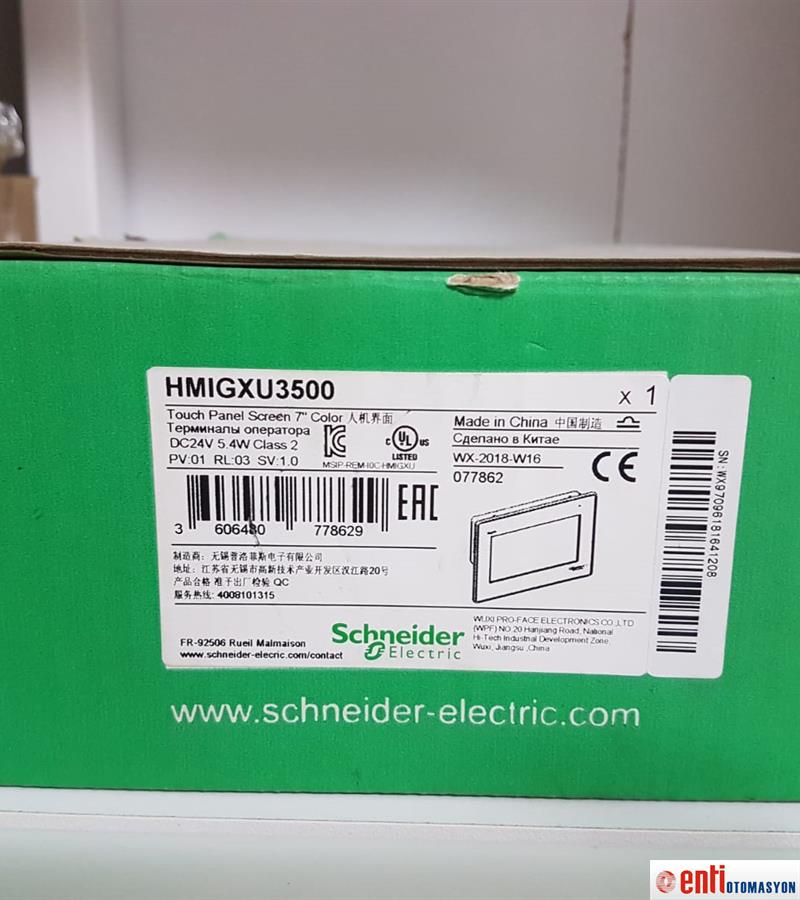 HMIGXU3500
x 1
Touch Panel Screen 7" Color 人机界面
Терминалы оператора
DC24V 5.4W Class 2
PV:01 RL:03 SV:1.0
MSIP-REM-I0C-HMIGXU
c UL US
LISTED
Made in China 中国制造
Сделано в Китае
WX-2018-W16
077862
CE
EAC
3 606480 778629
制造商：无锡普洛菲斯电子有限公司
地址：江苏省无锡市高新技术产业开发区汉江路20号
产品合格 准予出厂检验 QC
服务热线: 4008101315
FR-92506 Rueil Malmaison
www.schneider-elecric.com/contact
Schneider
Electric
WUXI PRO-FACE ELECTRONICS CO.,LTD
(WPF) NO.20 Hanjiang Road, National
Hi-Tech Industrial Development Zone,
Wuxi, Jiangsu ,China
SN:WX97096181641208
www.schneider-electric.com
enti OTOMASYON